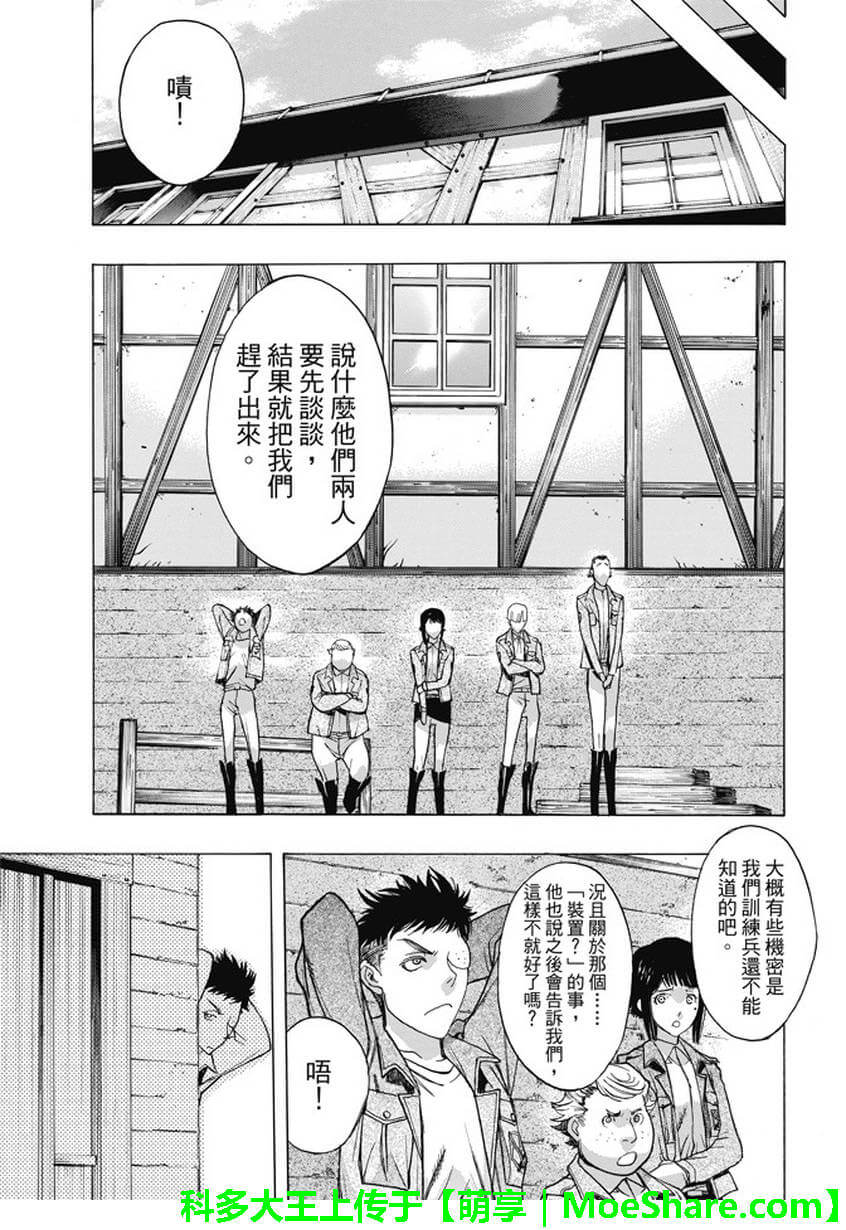 嘖！
說什麼他們兩人
要先談談，
結果就把我們
趕了出來。
大概有些機密是
我們訓練兵還不能
知道的吧。
況且關於那個……
「裝置？」的事，
他也說之後會告訴我們，
這樣不就好了嗎？
唔！
科多大王上传于【萌享｜MoeShare.com】